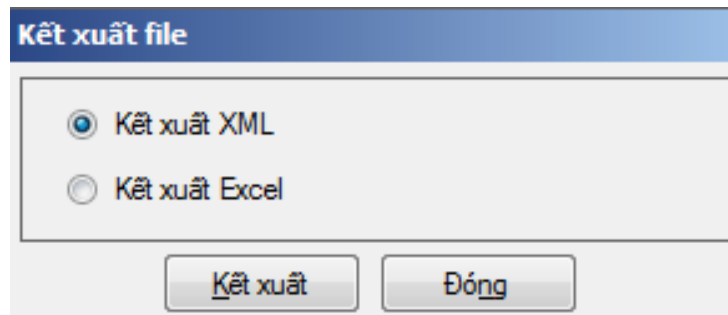 Kết xuất file
Kết xuất XML
Kết xuất Excel
Kết xuất Đóng